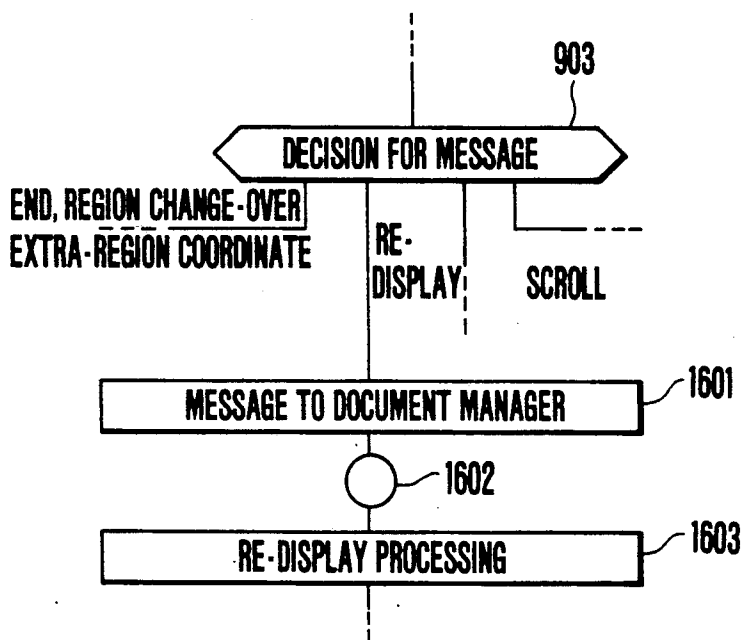 903
DECISION FOR MESSAGE
END, REGION CHANGE-OVER
EXTRA-REGION COORDINATE
RE-
DISPLAY
SCROLL
MESSAGE TO DOCUMENT MANAGER
1601
1602
RE-DISPLAY PROCESSING
1603